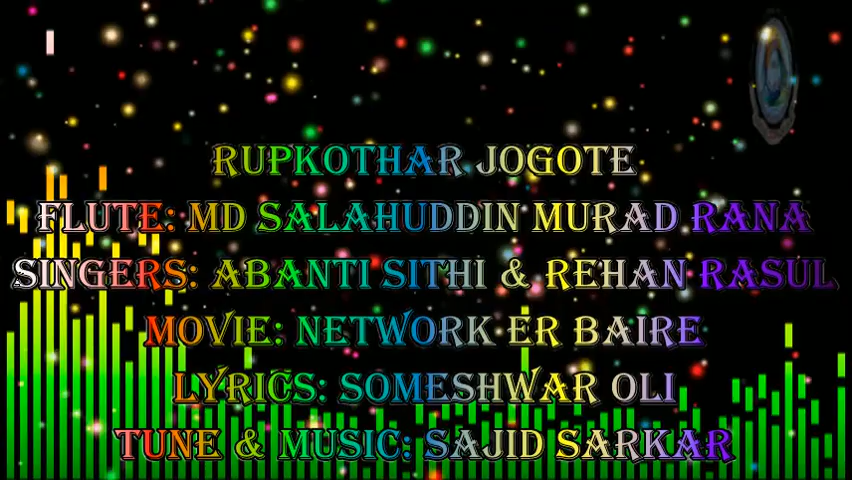 RUPKOTHAR JOGOTE
FLUTE: MD SALAHUDDIN MURAD RANA
SINGERS: ABANTI SITHI & REHAN RASUL
MOVIE: NETWORK ER BAIRE
LYRICS: SOMESHWAR OLI
TUNE & MUSIC: SAJID SARKAR